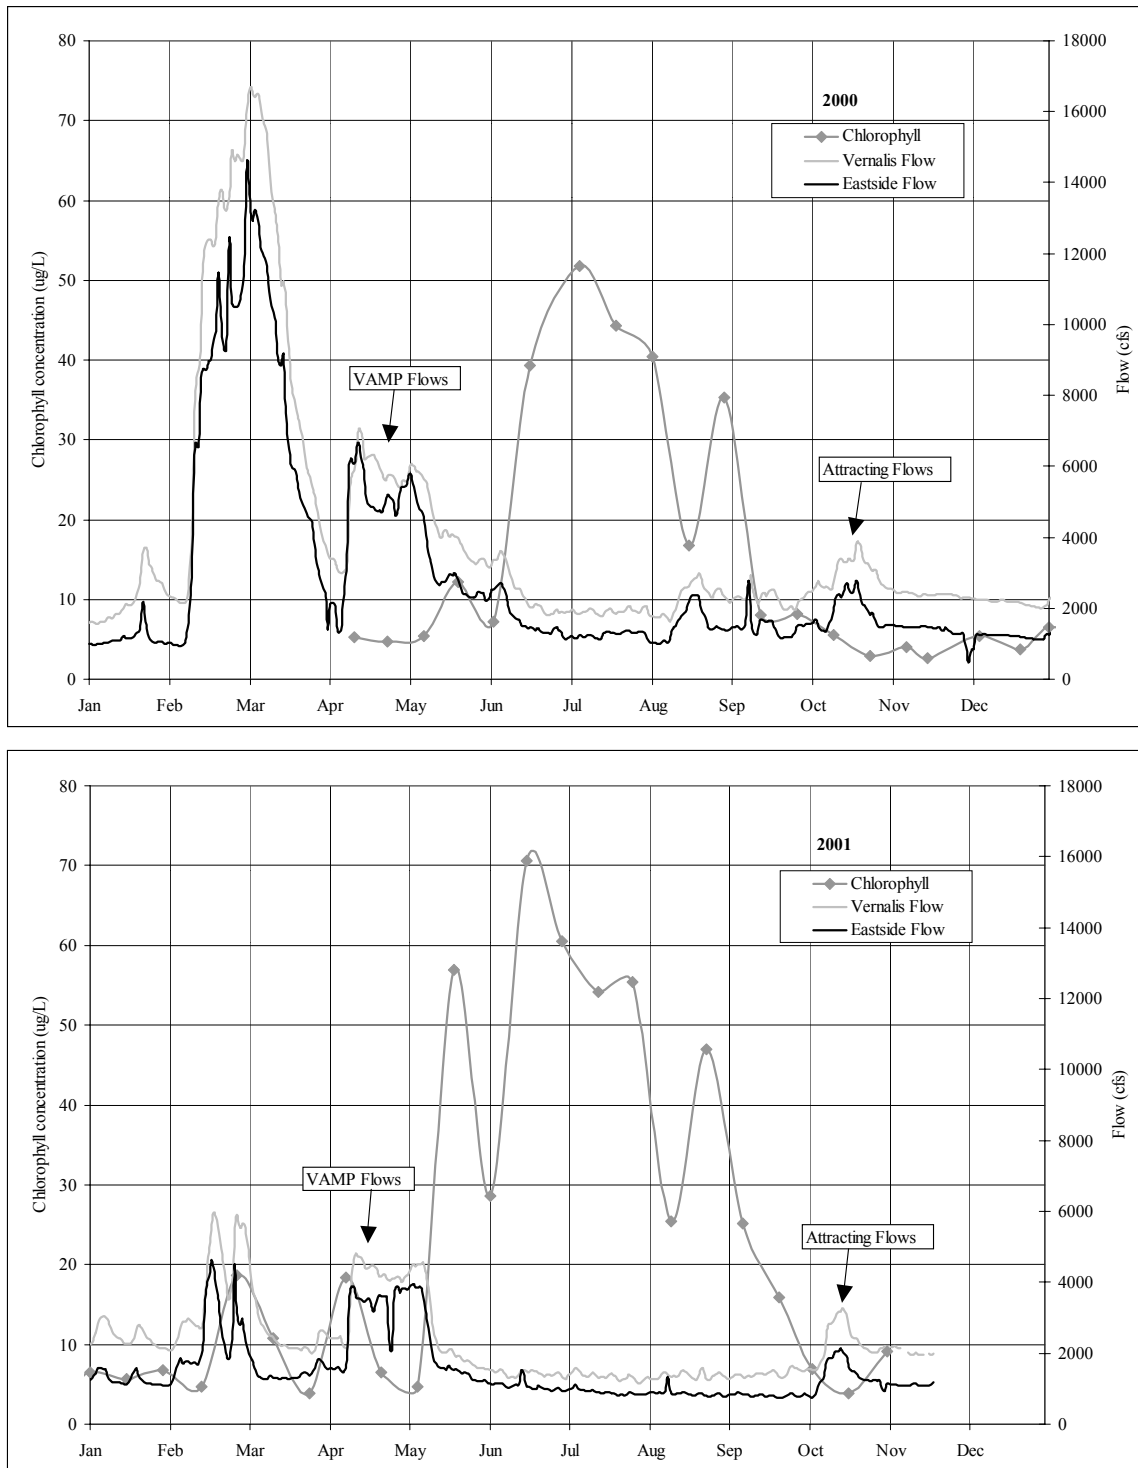 80
70
60
50
40
30
20
10
0
Chlorophyll concentration (ug/L)
18000
16000
14000
12000
10000
8000
6000
4000
2000
0
Flow (cfs)
2000
Chlorophyll
Vernalis Flow
Eastside Flow
VAMP Flows
Attracting Flows
Jan Feb Mar Apr May Jun Jul Aug Sep Oct Nov Dec
80
70
60
50
40
30
20
10
0
Chlorophyll concentration (ug/L)
18000
16000
14000
12000
10000
8000
6000
4000
2000
0
Flow (cfs)
2001
Chlorophyll
Vernalis Flow
Eastside Flow
VAMP Flows
Attracting Flows
Jan Feb Mar Apr May Jun Jul Aug Sep Oct Nov Dec